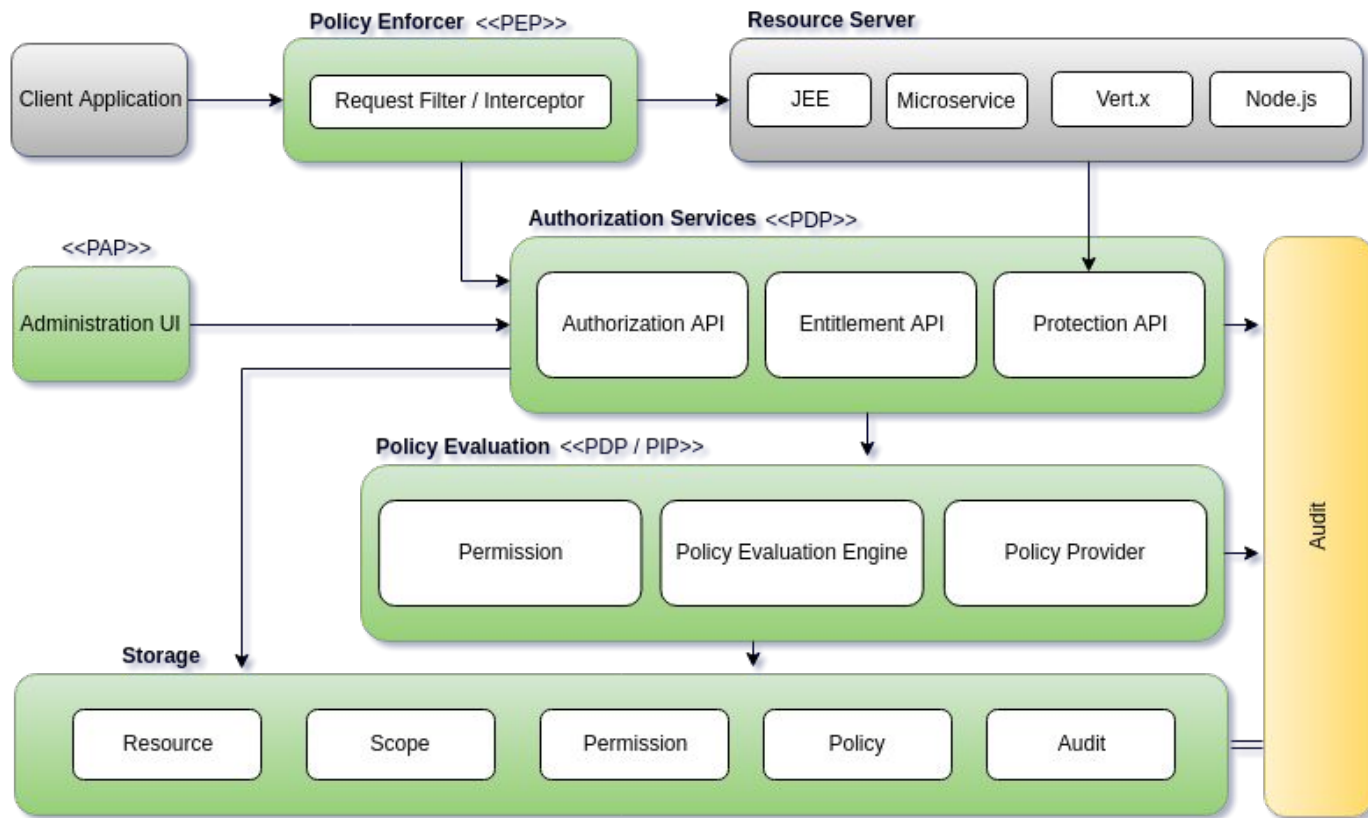 Policy Enforcer <<PEP>>
Resource Server
Client Application
Request Filter / Interceptor
JEE
Microservice
Vert.x
Node.js
Authorization Services <<PDP>>
<<PAP>>
Administration UI
Authorization API
Entitlement API
Protection API
Policy Evaluation <<PDP / PIP>>
Permission
Policy Evaluation Engine
Policy Provider
Audit
Storage
Resource
Scope
Permission
Policy
Audit